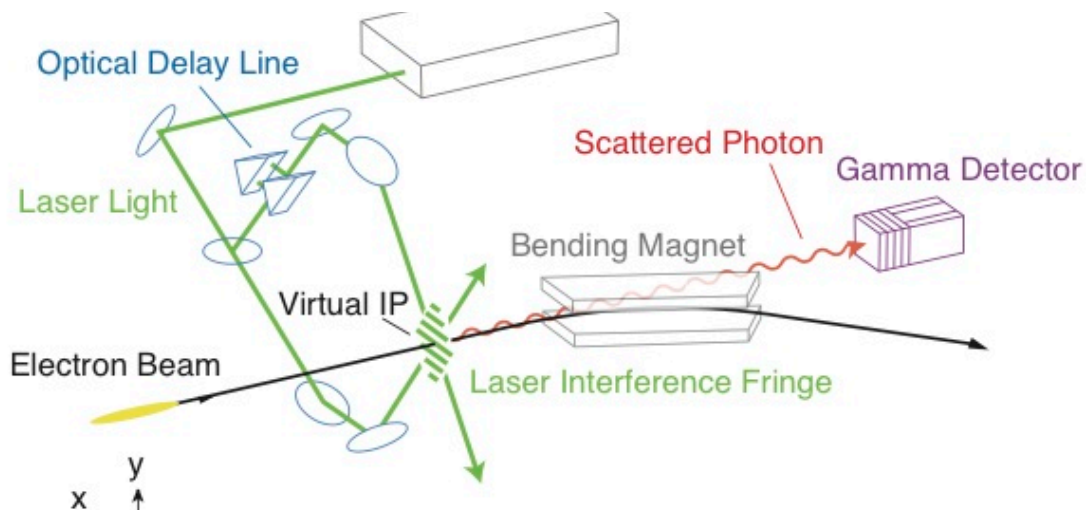 Optical Delay Line
Scattered Photon
Gamma Detector
Laser Light
Bending Magnet
Virtual IP
Electron Beam
Laser Interference Fringe
y
x